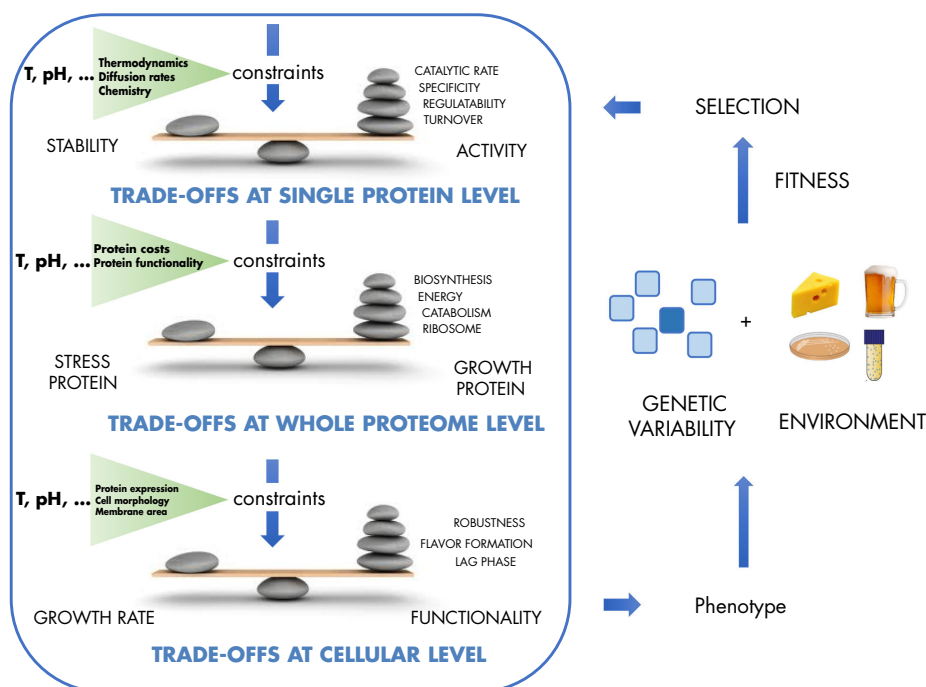 T, pH, ...
Thermodynamics
Diffusion rates
Chemistry
constraints
CATALYTIC RATE
SPECIFICITY
REGULATABILITY
TURNOVER
STABILITY
ACTIVITY
TRADE-OFFS AT SINGLE PROTEIN LEVEL
T, pH, ...
Protein costs
Protein functionality
constraints
BIOSYNTHESIS
ENERGY
CATABOLISM
RIBOSOME
STRESS
PROTEIN
GROWTH
PROTEIN
TRADE-OFFS AT WHOLE PROTEOME LEVEL
T, pH, ...
Protein expression
Cell morphology
Membrane area
constraints
ROBUSTNESS
FLAVOR FORMATION
LAG PHASE
GROWTH RATE
FUNCTIONALITY
TRADE-OFFS AT CELLULAR LEVEL
SELECTION
FITNESS
+
GENETIC
VARIABILITY
ENVIRONMENT
Phenotype